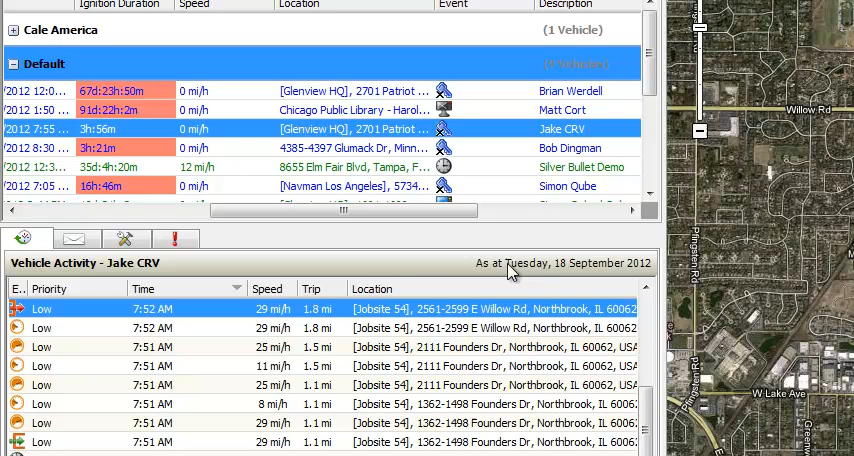 Ignition Duration Speed Location Event Description
Cale America (1 Vehicle)
Default
/2012 12:0... 67d:23h:50m 0 mi/h [Glenview HQ], 2701 Patriot ... Brian Werdell
/2012 1:50 ... 91d:22h:2m 0 mi/h Chicago Public Library - Harol... Matt Cort
/2012 7:55 ... 3h:56m 0 mi/h [Glenview HQ], 2701 Patriot ... Jake CRV
/2012 8:30 ... 3h:21m 0 mi/h 4385-4397 Glumack Dr, Minn... Bob Dingman
/2012 12:3... 35d:4h:20m 12 mi/h 8655 Elm Fair Blvd, Tampa, F... Silver Bullet Demo
/2012 7:05 ... 16h:46m 0 mi/h [Navman Los Angeles], 5734... Simon Qube
Vehicle Activity - Jake CRV As at Tuesday, 18 September 2012
E.. Priority Time Speed Trip Location
Low 7:52 AM 29 mi/h 1.8 mi [Jobsite 54], 2561-2599 E Willow Rd, Northbrook, IL 60062
Low 7:52 AM 29 mi/h 1.8 mi [Jobsite 54], 2561-2599 E Willow Rd, Northbrook, IL 60062
Low 7:51 AM 25 mi/h 1.5 mi [Jobsite 54], 2111 Founders Dr, Northbrook, IL 60062, USA
Low 7:51 AM 11 mi/h 1.5 mi [Jobsite 54], 2111 Founders Dr, Northbrook, IL 60062, USA
Low 7:51 AM 25 mi/h 1.1 mi [Jobsite 54], 2111 Founders Dr, Northbrook, IL 60062, USA
Low 7:51 AM 8 mi/h 1.1 mi [Jobsite 54], 1362-1498 Founders Dr, Northbrook, IL 60062
Low 7:51 AM 29 mi/h 1.1 mi [Jobsite 54], 1362-1498 Founders Dr, Northbrook, IL 60062
Low 7:51 AM 29 mi/h 1.1 mi [Jobsite 54], 1362-1498 Founders Dr, Northbrook, IL 60062
Willow Rd
Pfingsten Rd
Pfingsten Rd
W Lake Ave